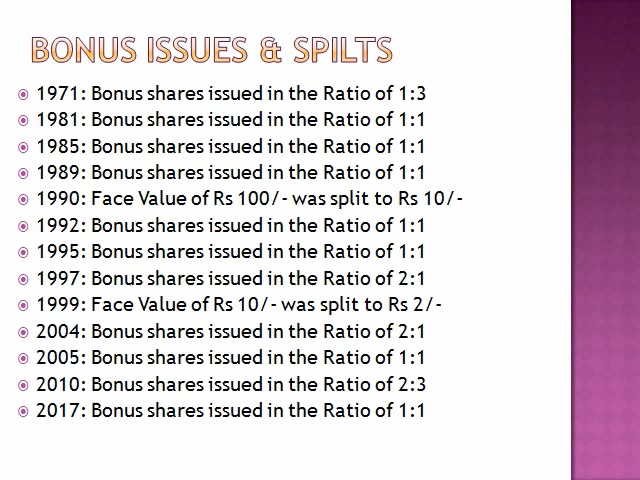 BONUS ISSUES & SPILTS
1971: Bonus shares issued in the Ratio of 1:3
1981: Bonus shares issued in the Ratio of 1:1
1985: Bonus shares issued in the Ratio of 1:1
1989: Bonus shares issued in the Ratio of 1:1
1990: Face Value of Rs 100/- was split to Rs 10/-
1992: Bonus shares issued in the Ratio of 1:1
1995: Bonus shares issued in the Ratio of 1:1
1997: Bonus shares issued in the Ratio of 2:1
1999: Face Value of Rs 10/- was split to Rs 2/-
2004: Bonus shares issued in the Ratio of 2:1
2005: Bonus shares issued in the Ratio of 1:1
2010: Bonus shares issued in the Ratio of 2:3
2017: Bonus shares issued in the Ratio of 1:1